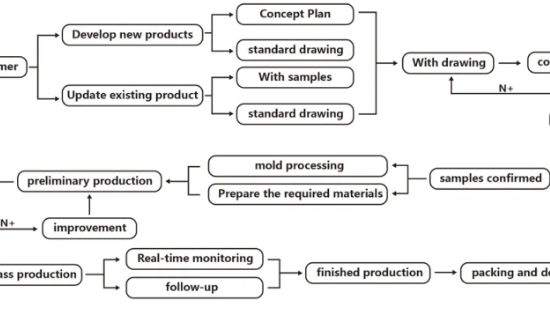 Concept Plan
Develop new products
standard drawing
mer
With drawing
co
With samples
N+
Update existing product
standard drawing
mold processing
preliminary production
samples confirmed
Prepare the required materials
N+
improvement
Real-time monitoring
ass production
finished production
packing and de
follow-up